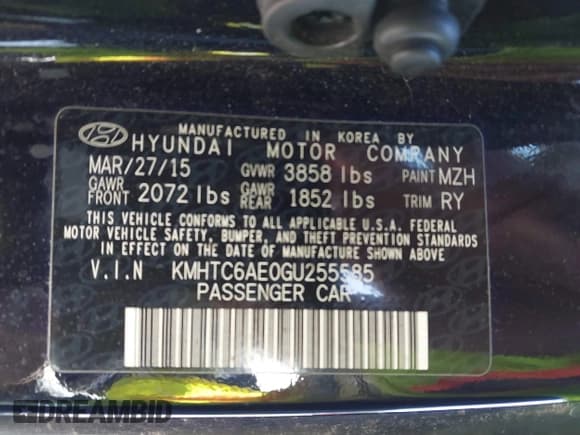 MANUFACTURED IN KOREA BY
HYUNDAI MOTOR COMPANY
MAR/27/15 GVWR 3858 lbs PAINT MZH
GAWR FRONT 2072 lbs GAWR REAR 1852 lbs TRIM RY
THIS VEHICLE CONFORMS TO ALL APPLICABLE U.S.A. FEDERAL
MOTOR VEHICLE SAFETY, BUMPER, AND THEFT PREVENTION STANDARDS
IN EFFECT ON THE DATE OF MANUFACTURE SHOWN ABOVE.
V.I.N KMHTC6AE0GU255585
PASSENGER CAR
DREAMBID